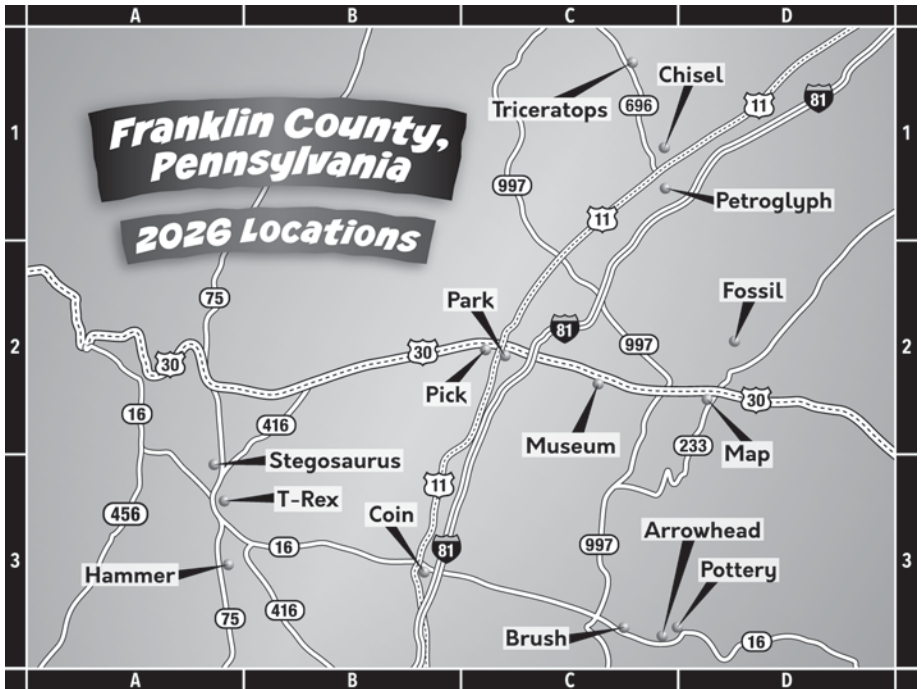 A B C D
1 1
Franklin County,
Pennsylvania
2026 Locations
Triceratops
Chisel
696
11
81
997
Petroglyph
11
2 2
75
Park
Fossil
81
30
30
997
Pick
16
416
Museum
Map
30
233
3 3
Stegosaurus
T-Rex
11
456
Coin
Arrowhead
16
81
997
Pottery
Hammer
75
416
Brush
16
A B C D